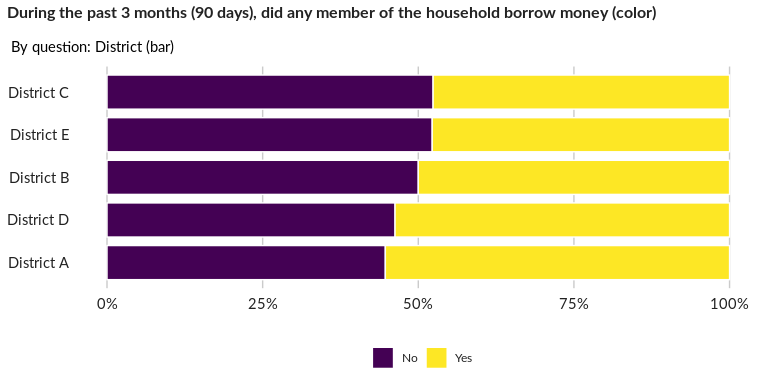 During the past 3 months (90 days), did any member of the household borrow money (color)
By question: District (bar)
District C
District E
District B
District D
District A
0% 25% 50% 75% 100%
No Yes